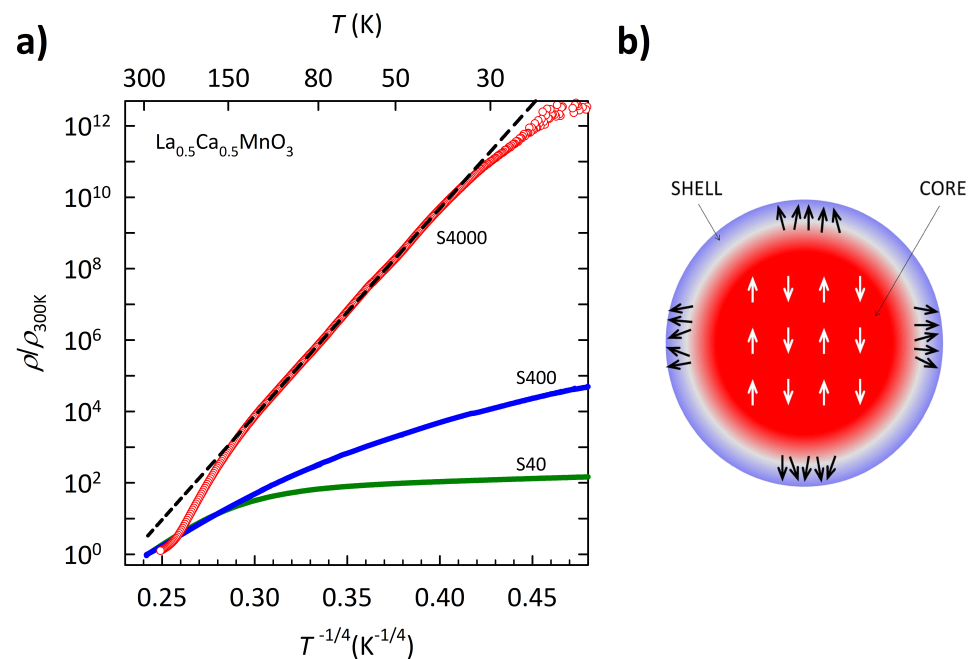 a)
T (K)
300 150 80 50 30
La0.5Ca0.5MnO3
10^12
10^10
10^8
10^6
10^4
10^2
10^0
ρ/ρ300K
S4000
S400
S40
0.25 0.30 0.35 0.40 0.45
T^-1/4(K^-1/4)
b)
SHELL CORE